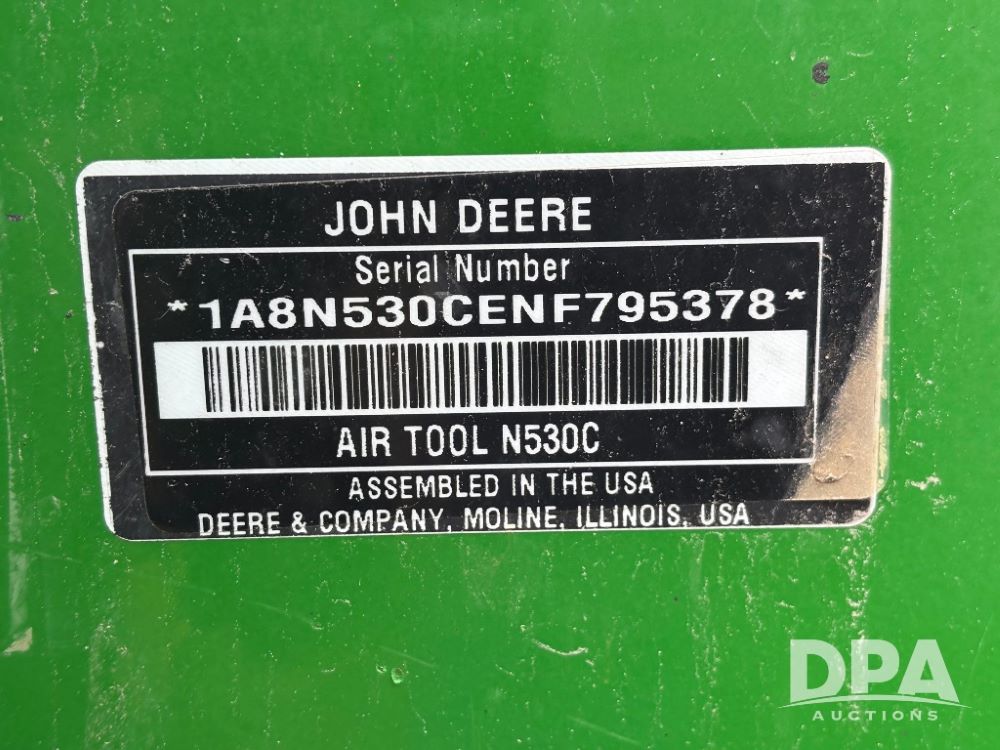 JOHN DEERE
Serial Number
*1A8N530CENF795378*
AIR TOOL N530C
ASSEMBLED IN THE USA
DEERE & COMPANY, MOLINE, ILLINOIS, USA
DPA
AUCTIONS